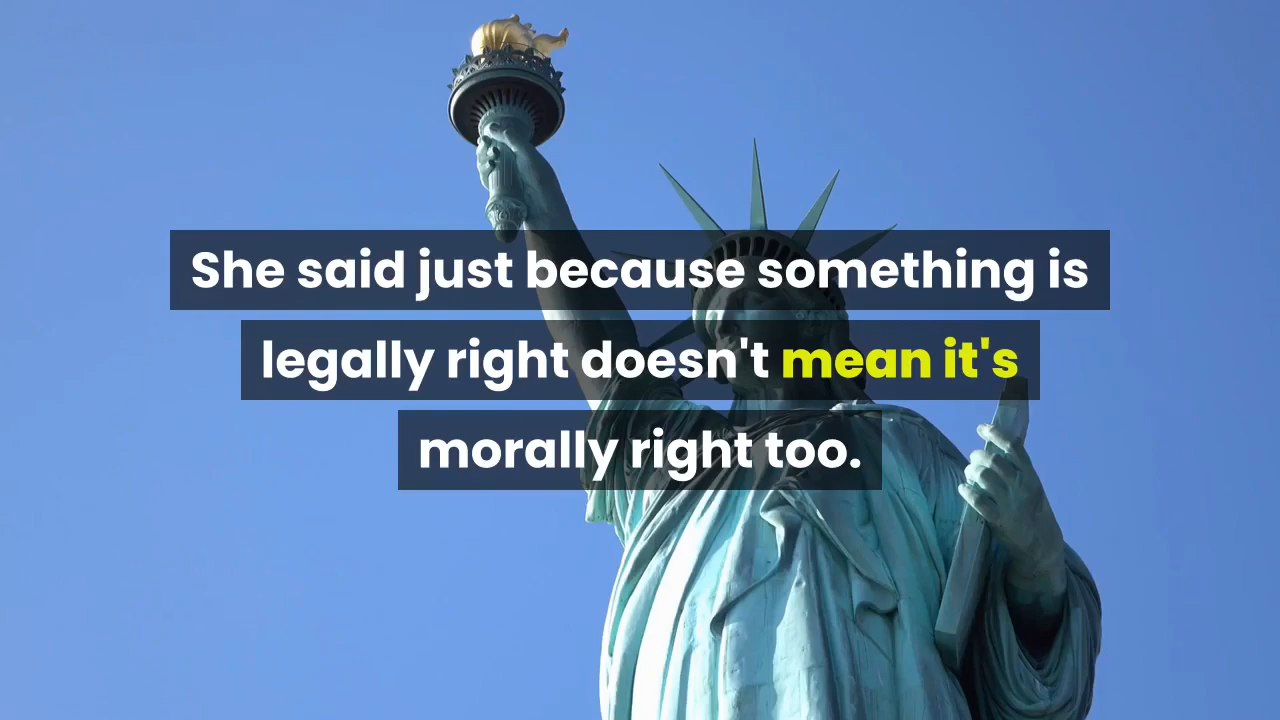 She said just because something is
legally right doesn't mean it's
morally right too.